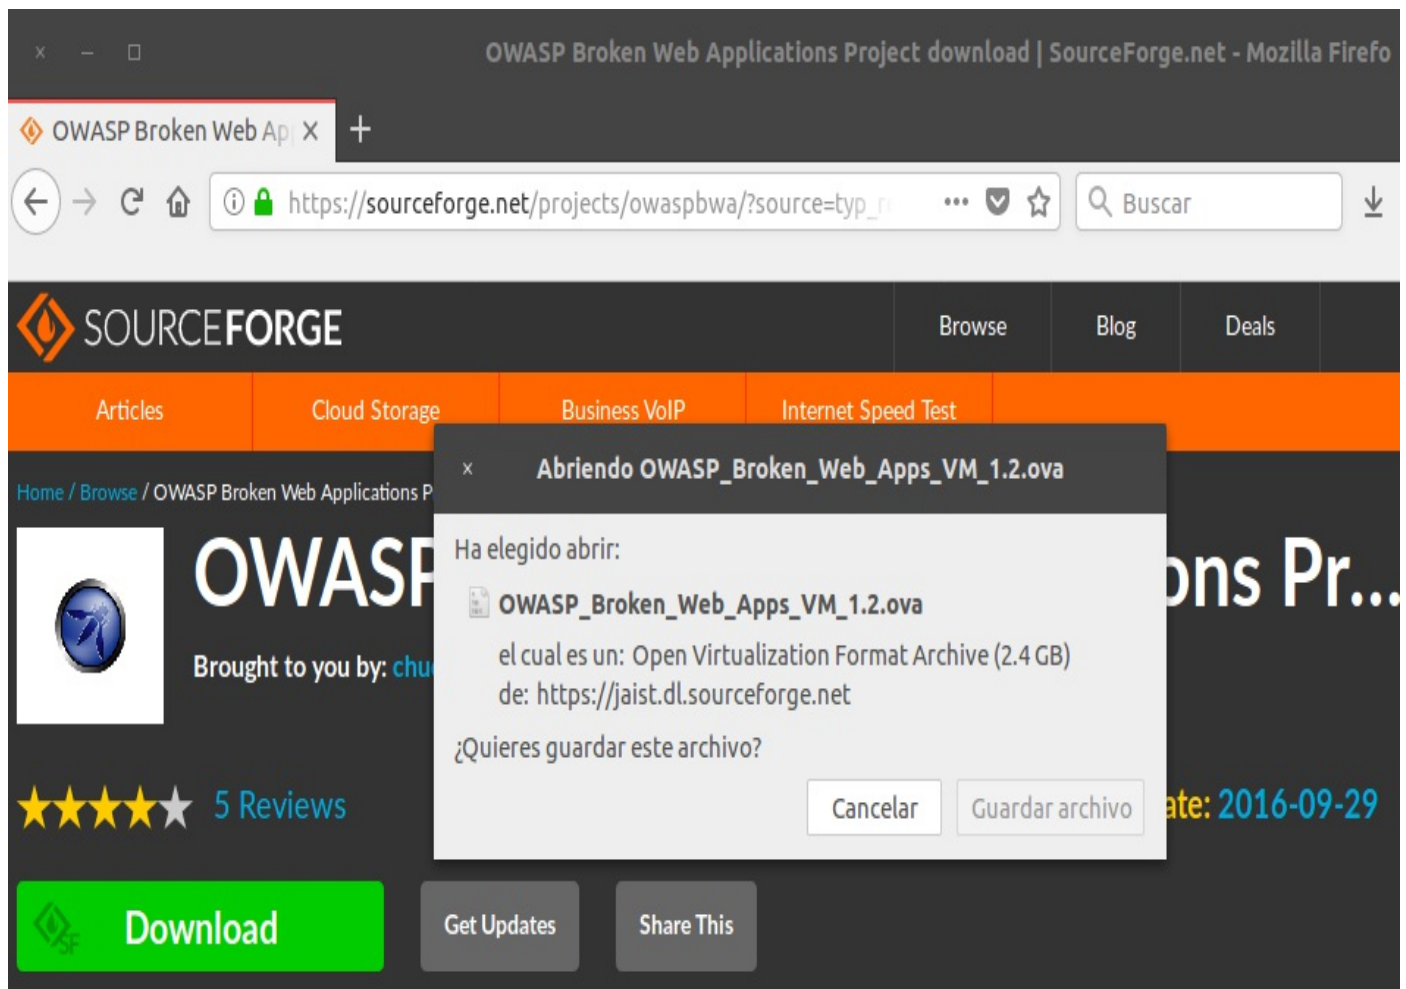 OWASP Broken Web Applications Project download | SourceForge.net - Mozilla Firefo
OWASP Broken Web Ap
https://sourceforge.net/projects/owaspbwa/?source=typ_r
Buscar
SOURCEFORGE
Browse
Blog
Deals
Articles
Cloud Storage
Business VoIP
Internet Speed Test
Abriendo OWASP_Broken_Web_Apps_VM_1.2.ova
Home / Browse / OWASP Broken Web Applications P
Ha elegido abrir:
OWASP_Broken_Web_Apps_VM_1.2.ova
el cual es un: Open Virtualization Format Archive (2.4 GB)
de: https://jaist.dl.sourceforge.net
¿Quieres guardar este archivo?
Cancelar
Guardar archivo
OWASP
ons Pr...
Brought to you by: chu
5 Reviews
ate: 2016-09-29
Download
SF
Get Updates
Share This